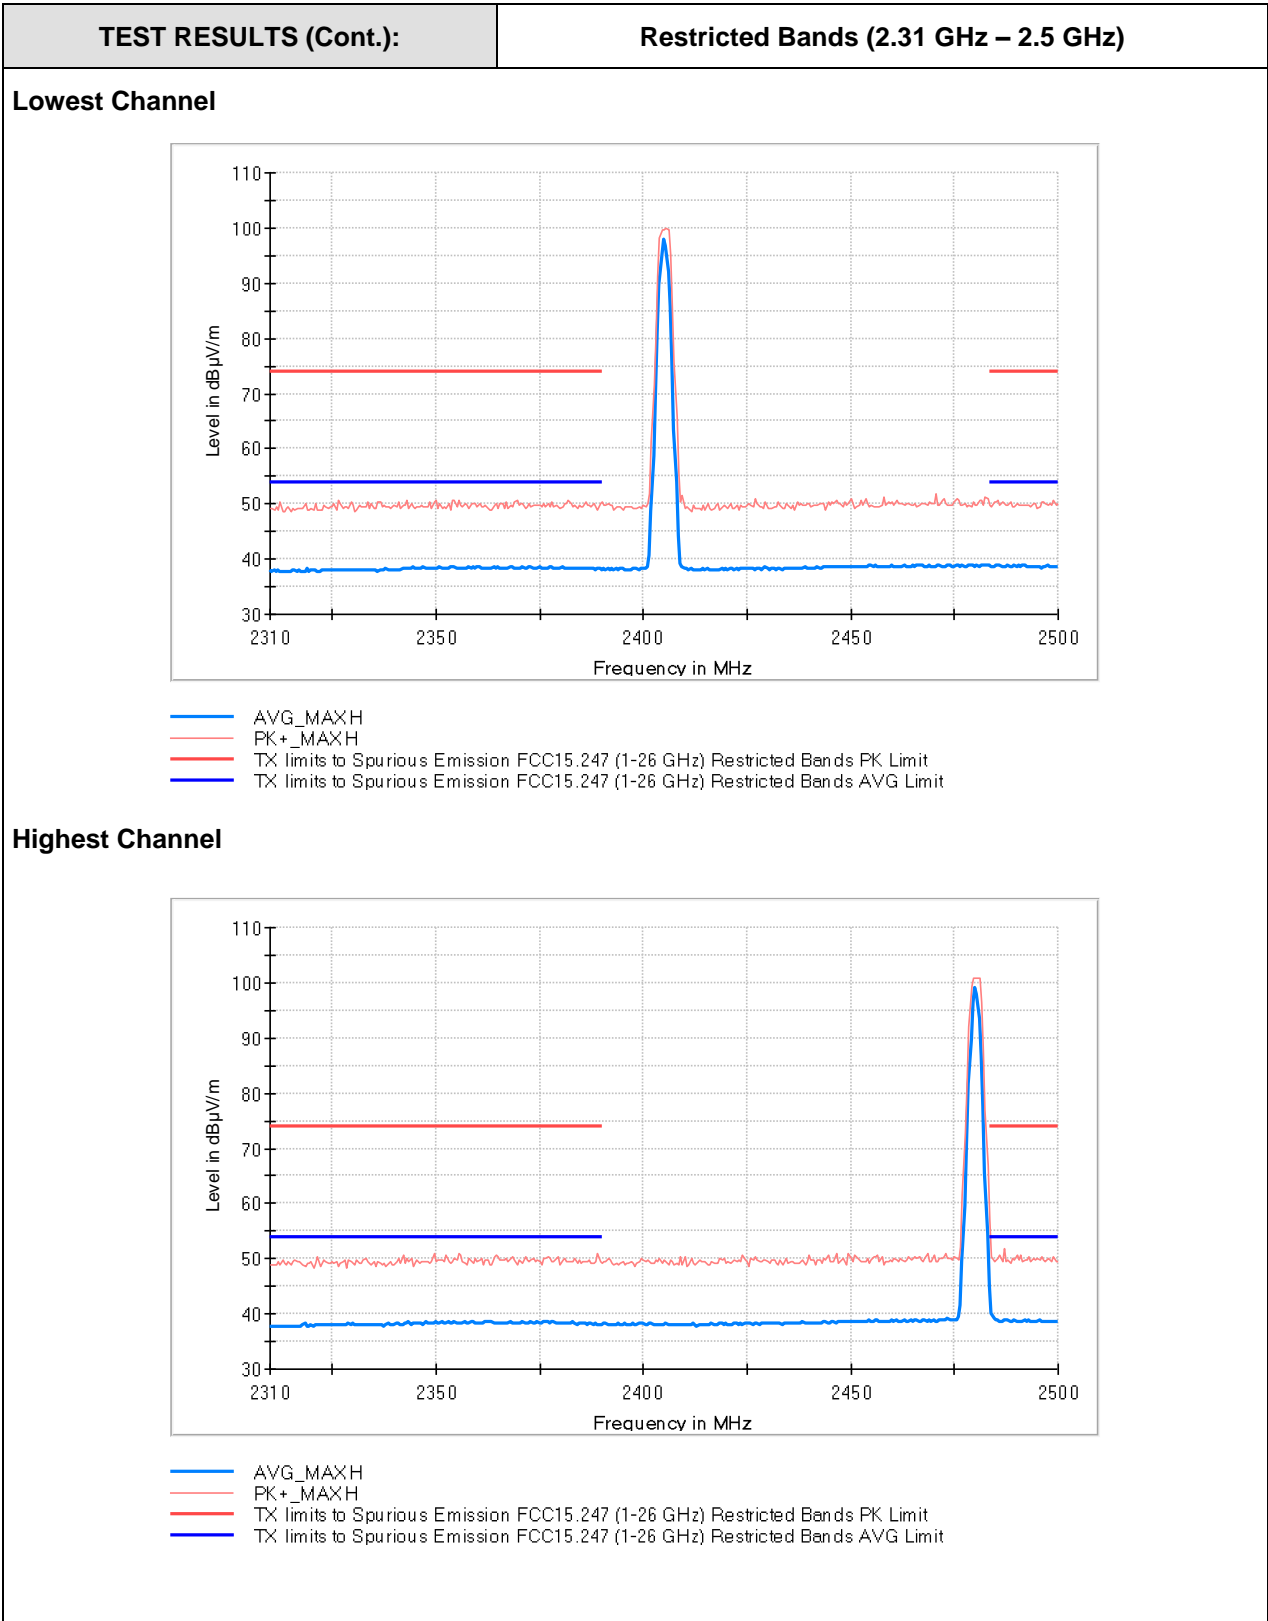 TEST RESULTS (Cont.):
Restricted Bands (2.31 GHz – 2.5 GHz)
Lowest Channel
110
100
90
80
70
60
50
40
30
Level in dBµV/m
2310 2350 2400 2450 2500
Frequency in MHz
AVG_MAXH
PK+_MAXH
TX limits to Spurious Emission FCC15.247 (1-26 GHz) Restricted Bands PK Limit
TX limits to Spurious Emission FCC15.247 (1-26 GHz) Restricted Bands AVG Limit
Highest Channel
110
100
90
80
70
60
50
40
30
Level in dBµV/m
2310 2350 2400 2450 2500
Frequency in MHz
AVG_MAXH
PK+_MAXH
TX limits to Spurious Emission FCC15.247 (1-26 GHz) Restricted Bands PK Limit
TX limits to Spurious Emission FCC15.247 (1-26 GHz) Restricted Bands AVG Limit